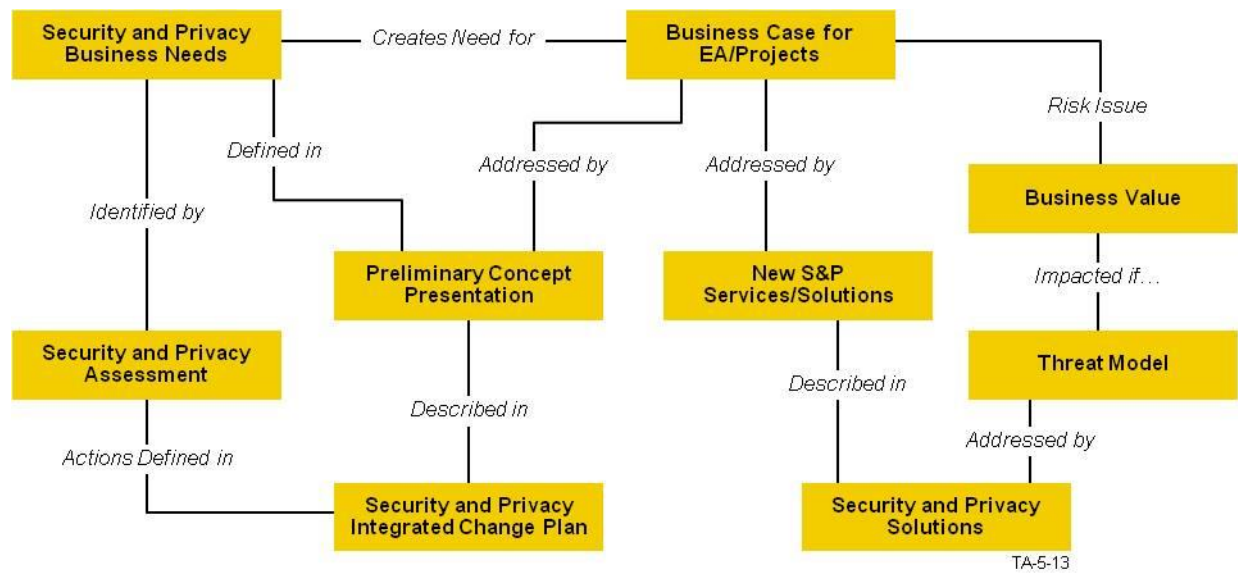 Security and Privacy
Business Needs
Creates Need for
Business Case for
EA/Projects
Risk Issue
Defined in
Addressed by
Addressed by
Business Value
Identified by
Preliminary Concept
Presentation
New S&P
Services/Solutions
Impacted if...
Security and Privacy
Assessment
Threat Model
Described in
Described in
Addressed by
Actions Defined in
Security and Privacy
Integrated Change Plan
Security and Privacy
Solutions
TA-5-13